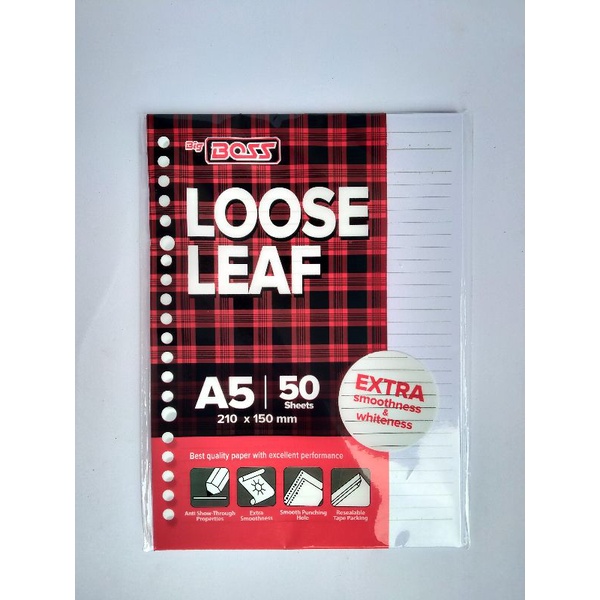 Big BOSS
LOOSE
LEAF
A5 | 50
Sheets
210 x 150 mm
EXTRA
smoothness
&
whiteness
Best quality paper with excellent performance
Anti Show-Through
Properties
Extra
Smoothness
Smooth Punching
Hole
Resealable
Tape Packing